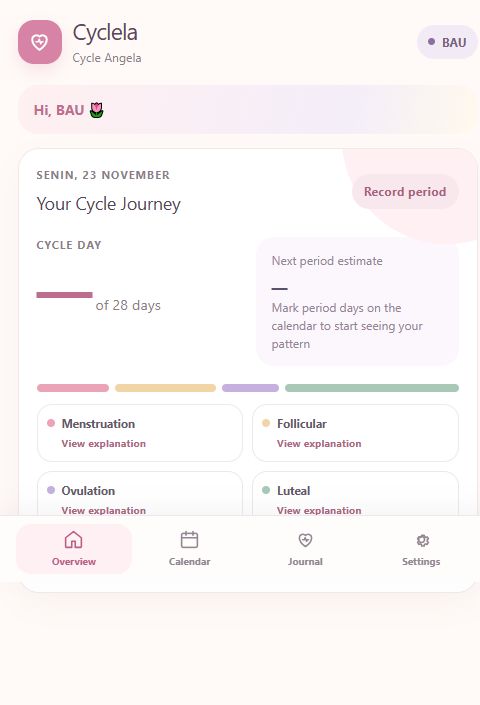 Cyclela
Cycle Angela
BAU
Hi, BAU 🌷
SENIN, 23 NOVEMBER
Your Cycle Journey
Record period
CYCLE DAY
— of 28 days
Next period estimate
—
Mark period days on the
calendar to start seeing your
pattern
Menstruation
View explanation
Follicular
View explanation
Ovulation
View explanation
Luteal
View explanation
Overview
Calendar
Journal
Settings